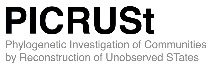 PICRUSt
Phylogenetic Investigation of Communities
by Reconstruction of Unobserved STates